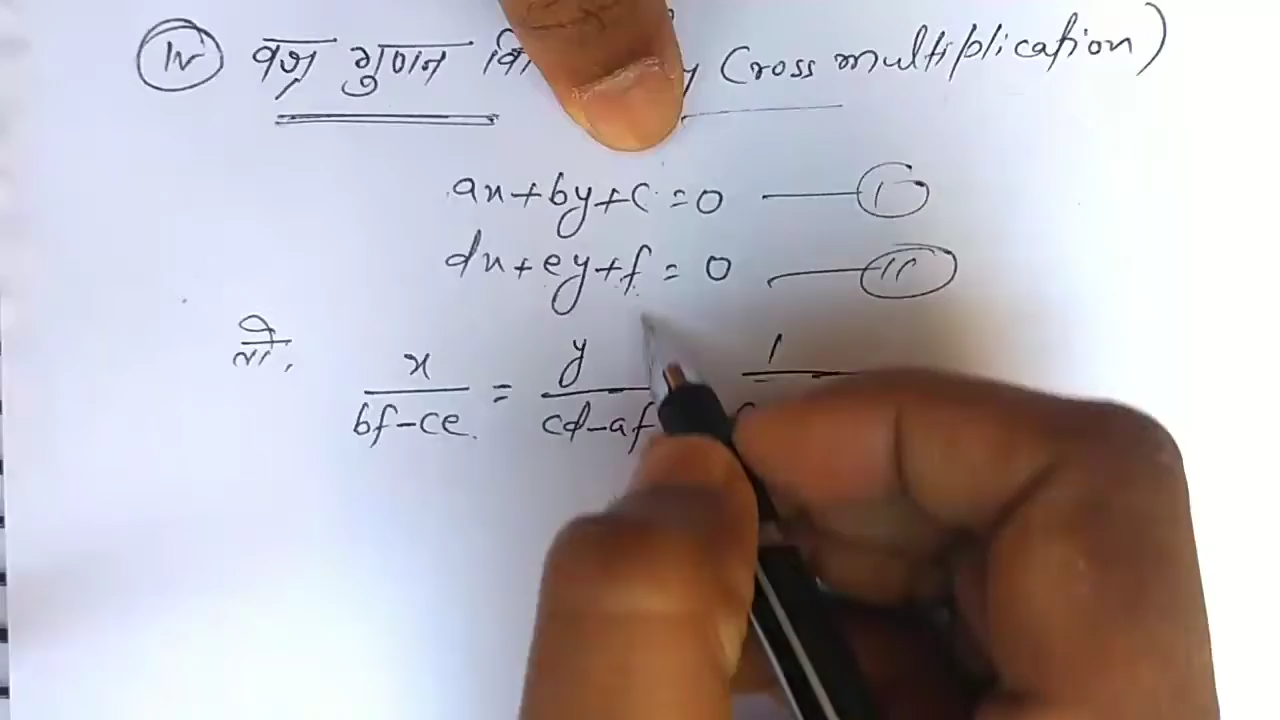 (iv) वज्र गुणन वि y Cross multiplication)
ax+by+c=0 —— (i)
dx+ey+f=0 —— (ii)
तो, x/bf-ce = y/cd-af 1